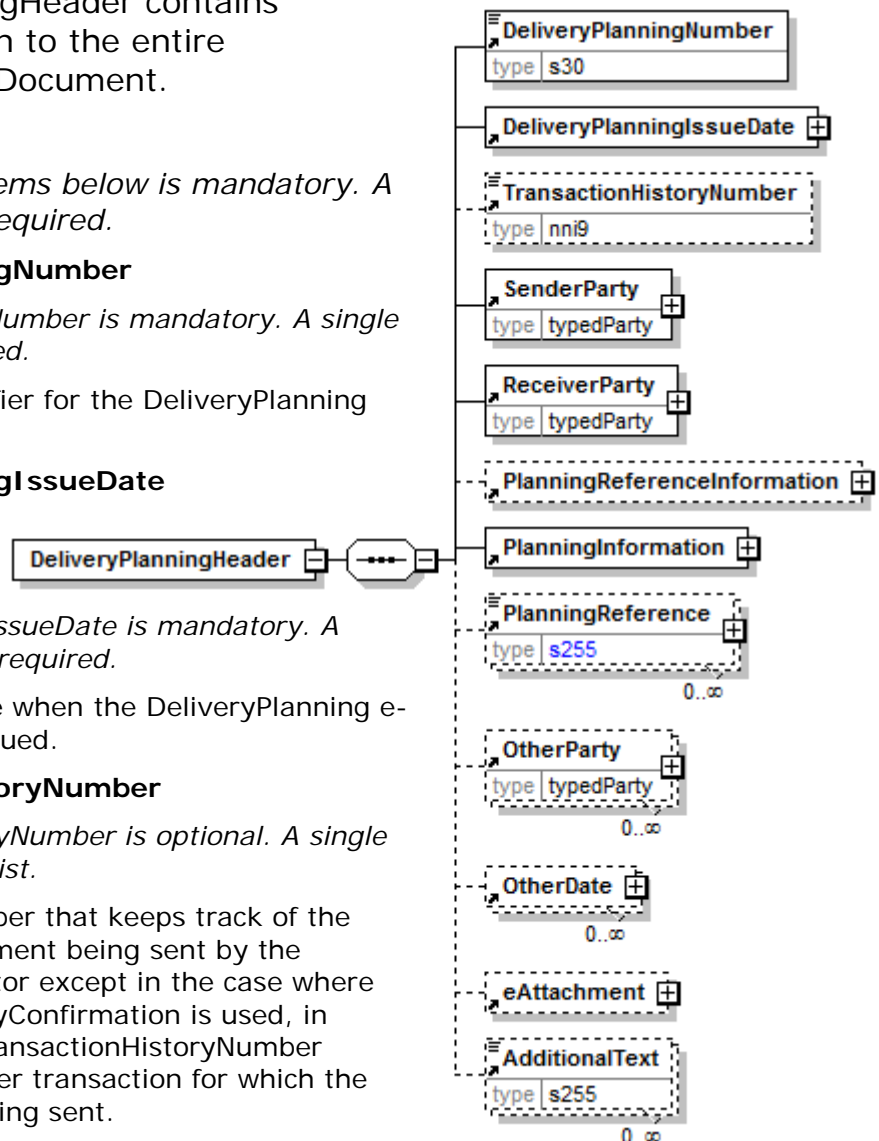 gHeader contains
n to the entire
Document.
ems below is mandatory. A
equired.
gNumber
Number is mandatory. A single
ed.
fier for the DeliveryPlanning
gIssueDate
ssueDate is mandatory. A
required.
e when the DeliveryPlanning e-
ued.
oryNumber
yNumber is optional. A single
ist.
ber that keeps track of the
ment being sent by the
tor except in the case where
yConfirmation is used, in
ransactionHistoryNumber
er transaction for which the
ing sent.
DeliveryPlanningHeader
DeliveryPlanningNumber
type s30
DeliveryPlanningIssueDate
TransactionHistoryNumber
type nni9
SenderParty
type typedParty
ReceiverParty
type typedParty
PlanningReferenceInformation
PlanningInformation
PlanningReference
type s255
0..∞
OtherParty
type typedParty
0..∞
OtherDate
0..∞
eAttachment
AdditionalText
type s255
0..∞